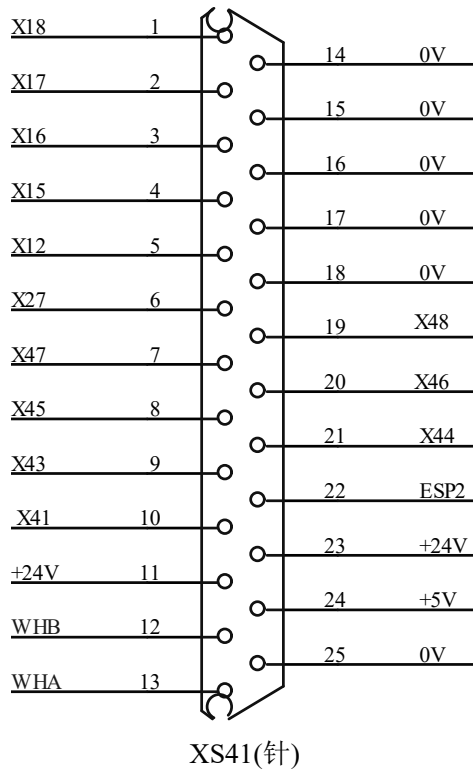 X18 1
14 0V
X17 2
15 0V
X16 3
16 0V
X15 4
17 0V
X12 5
18 0V
X27 6
19 X48
X47 7
20 X46
X45 8
21 X44
X43 9
22 ESP2
X41 10
23 +24V
+24V 11
24 +5V
WHB 12
25 0V
WHA 13
XS41(针)